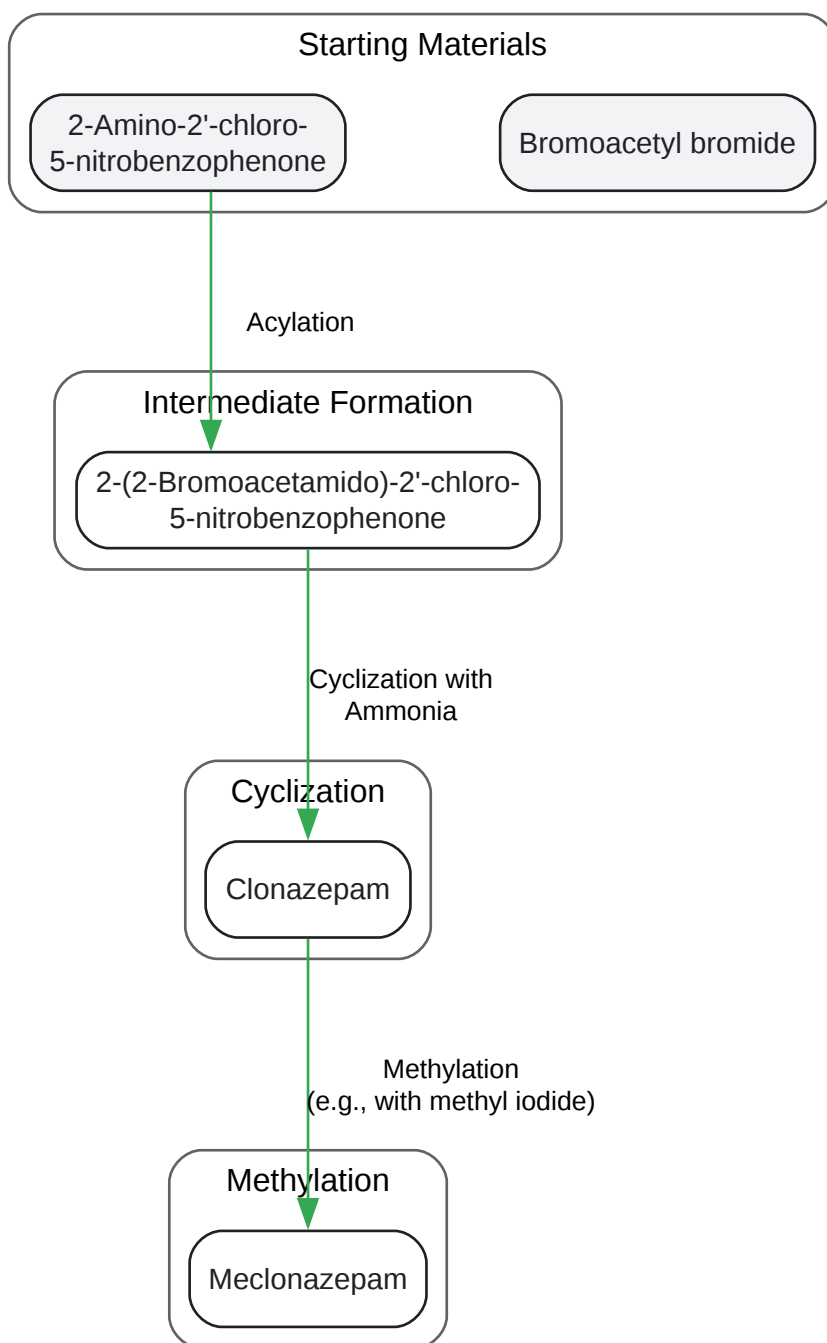 Starting Materials
2-Amino-2'-chloro-
5-nitrobenzophenone
Bromoacetyl bromide
Acylation
Intermediate Formation
2-(2-Bromoacetamido)-2'-chloro-
5-nitrobenzophenone
Cyclization with
Ammonia
Cyclization
Clonazepam
Methylation
(e.g., with methyl iodide)
Methylation
Meclonazepam